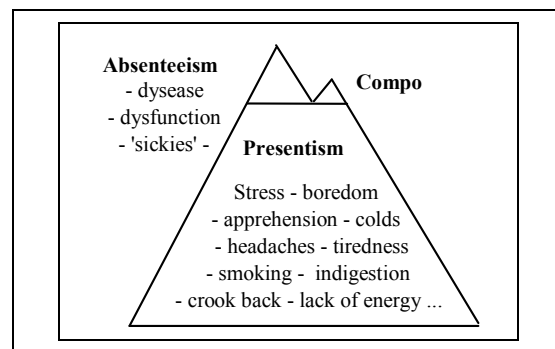 Absenteeism
- dysease
- dysfunction
- 'sickies' -
Compo
Presentism
Stress - boredom
- apprehension - colds
- headaches - tiredness
- smoking - indigestion
- crook back - lack of energy ...